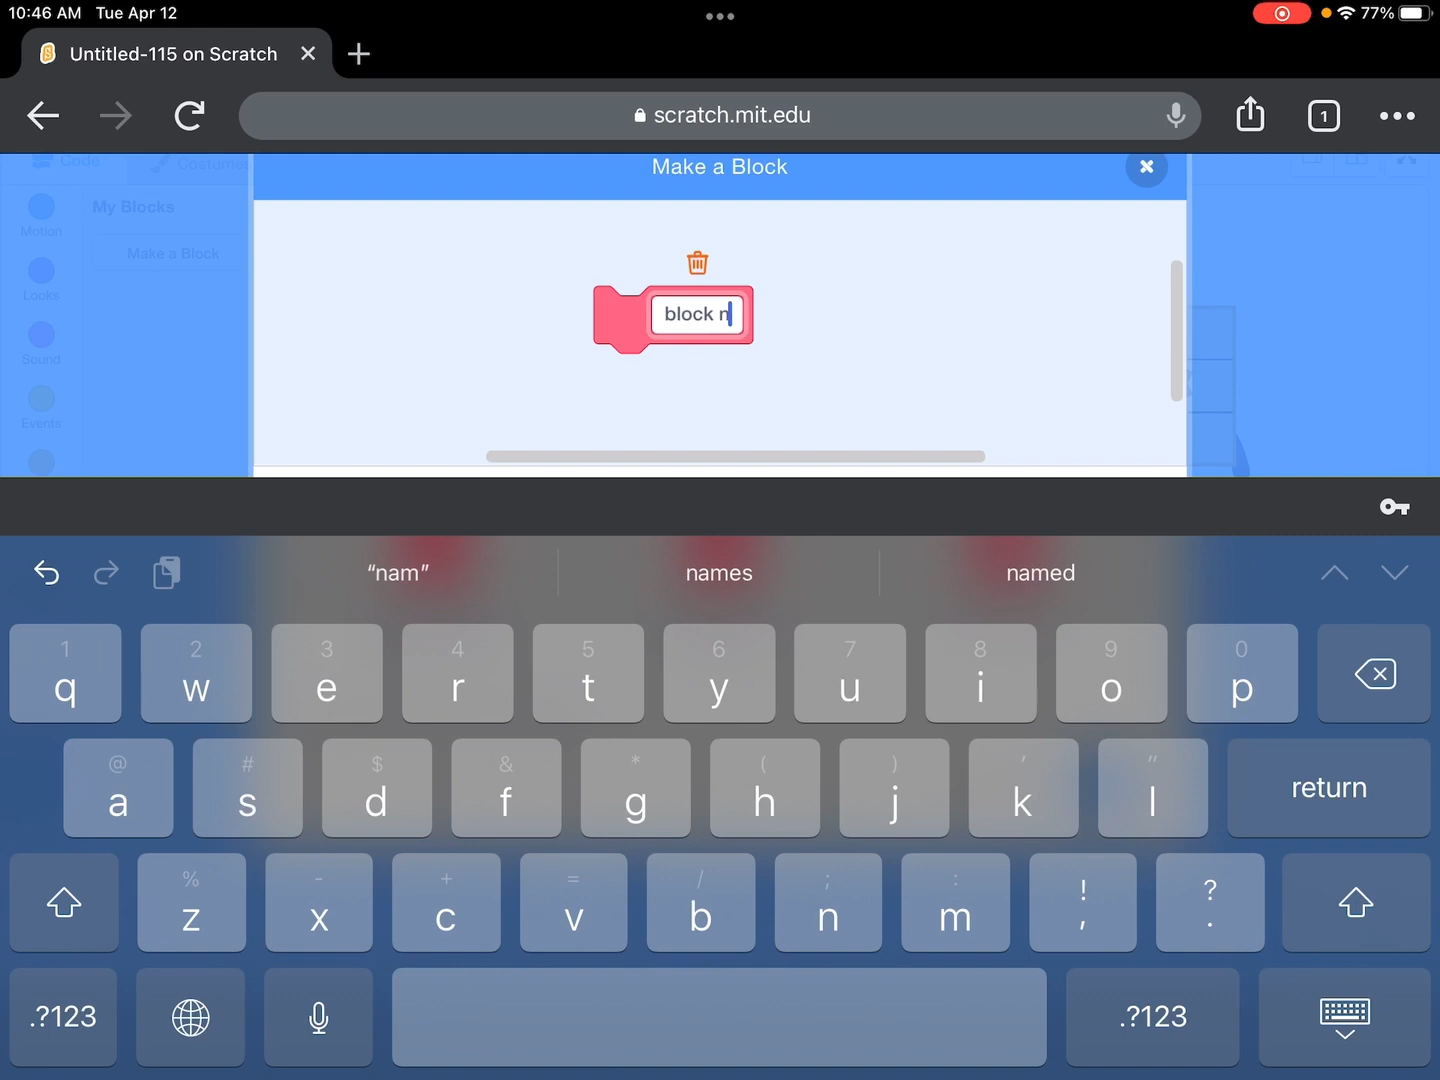 10:46 AM Tue Apr 12
77%
Untitled-115 on Scratch
scratch.mit.edu
1
Code
Costumes
Make a Block
My Blocks
Motion
Make a Block
Looks
Sound
Events
block n
“nam”
names
named
1 2 3 4 5 6 7 8 9 0
q w e r t y u i o p
@ # $ & * ( ) ' "
a s d f g h j k l return
% - + = / ; : ! ?
z x c v b n m , .
.?123
.?123